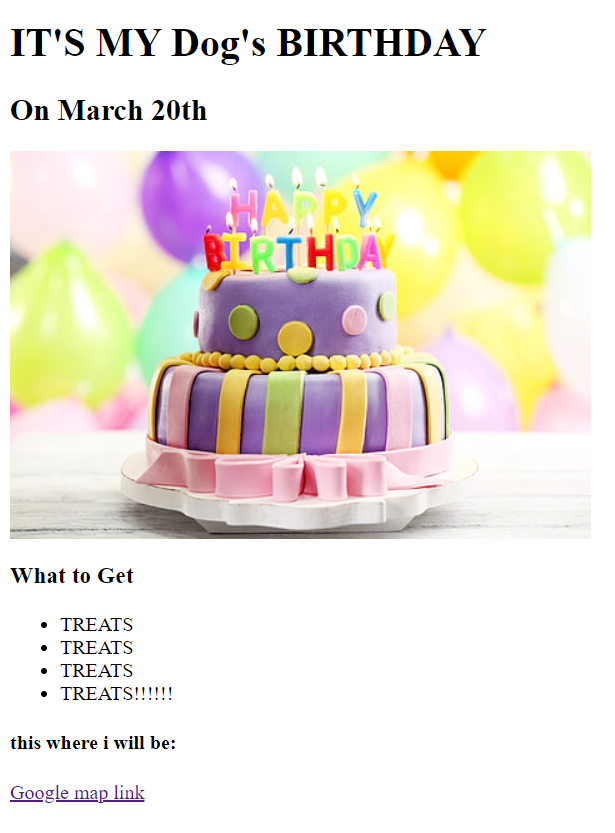 IT'S MY Dog's BIRTHDAY
On March 20th
HAPPY
BIRTHDAY
What to Get
TREATS
TREATS
TREATS
TREATS!!!!!!
this where i will be:
Google map link